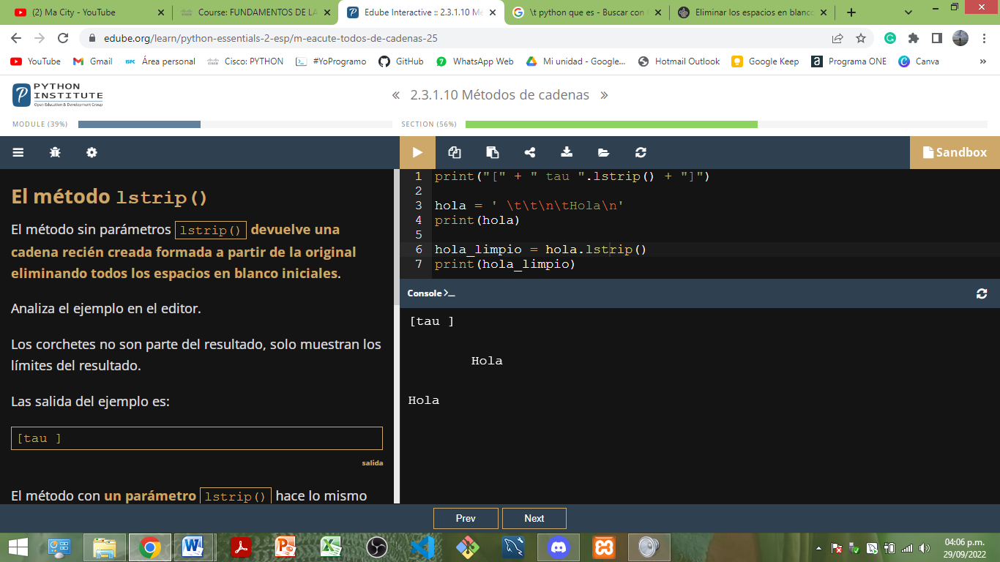 (2) Ma City - YouTube
Course: FUNDAMENTOS DE LA
Edube Interactive :: 2.3.1.10 Mé
\t python que es - Buscar con
Eliminar los espacios en blanco
edube.org/learn/python-essentials-2-esp/m-eacute-todos-de-cadenas-25
YouTube Gmail Área personal Cisco: PYTHON #YoProgramo GitHub WhatsApp Web Mi unidad - Google... Hotmail Outlook Google Keep Programa ONE Canva »
PYTHON
INSTITUTE
Open Education & Development Group
« 2.3.1.10 Métodos de cadenas »
MODULE (39%) SECTION (56%)
Sandbox
El método lstrip()
El método sin parámetros lstrip() devuelve una
cadena recién creada formada a partir de la original
eliminando todos los espacios en blanco iniciales.
Analiza el ejemplo en el editor.
Los corchetes no son parte del resultado, solo muestran los
límites del resultado.
Las salida del ejemplo es:
[tau ]
salida
El método con un parámetro lstrip() hace lo mismo
1 print("[" + " tau ".lstrip() + "]")
2
3 hola = ' \t\t\n\tHola\n'
4 print(hola)
5
6 hola_limpio = hola.lstrip()
7 print(hola_limpio)
Console >_
[tau ]
Hola
Hola
Prev Next
04:06 p.m.
29/09/2022